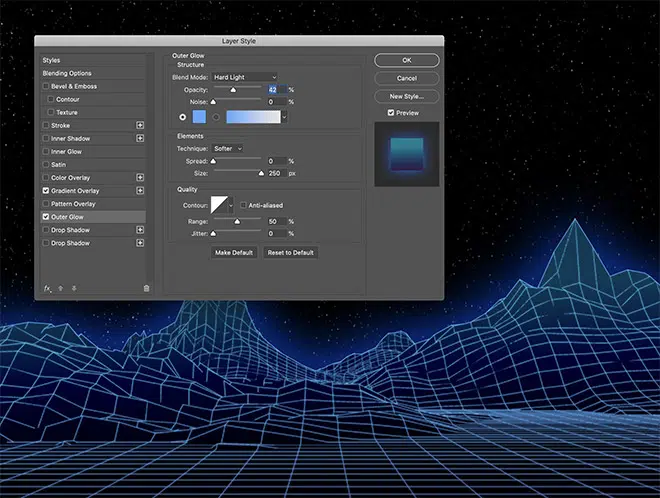 Layer Style
Styles
Blending Options
Bevel & Emboss
Contour
Texture
Stroke
Inner Shadow
Inner Glow
Satin
Color Overlay
Gradient Overlay
Pattern Overlay
Outer Glow
Drop Shadow
Drop Shadow
fx
Outer Glow
Structure
Blend Mode: Hard Light
Opacity: 42 %
Noise: 0 %
Elements
Technique: Softer
Spread: 0 %
Size: 250 px
Quality
Contour: Anti-aliased
Range: 50 %
Jitter: 0 %
Make Default Reset to Default
OK
Cancel
New Style...
Preview